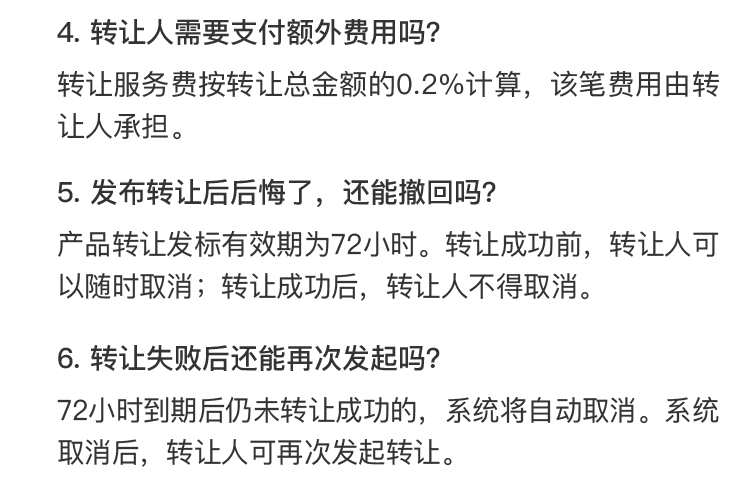 4. 转让人需要支付额外费用吗？
转让服务费按转让总金额的0.2%计算，该笔费用由转
让人承担。
5. 发布转让后后悔了，还能撤回吗？
产品转让发标有效期为72小时。转让成功前，转让人可
以随时取消；转让成功后，转让人不得取消。
6. 转让失败后还能再次发起吗？
72小时到期后仍未转让成功的，系统将自动取消。系统
取消后，转让人可再次发起转让。